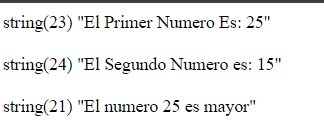 string(23) "El Primer Numero Es: 25"
string(24) "El Segundo Numero es: 15"
string(21) "El numero 25 es mayor"